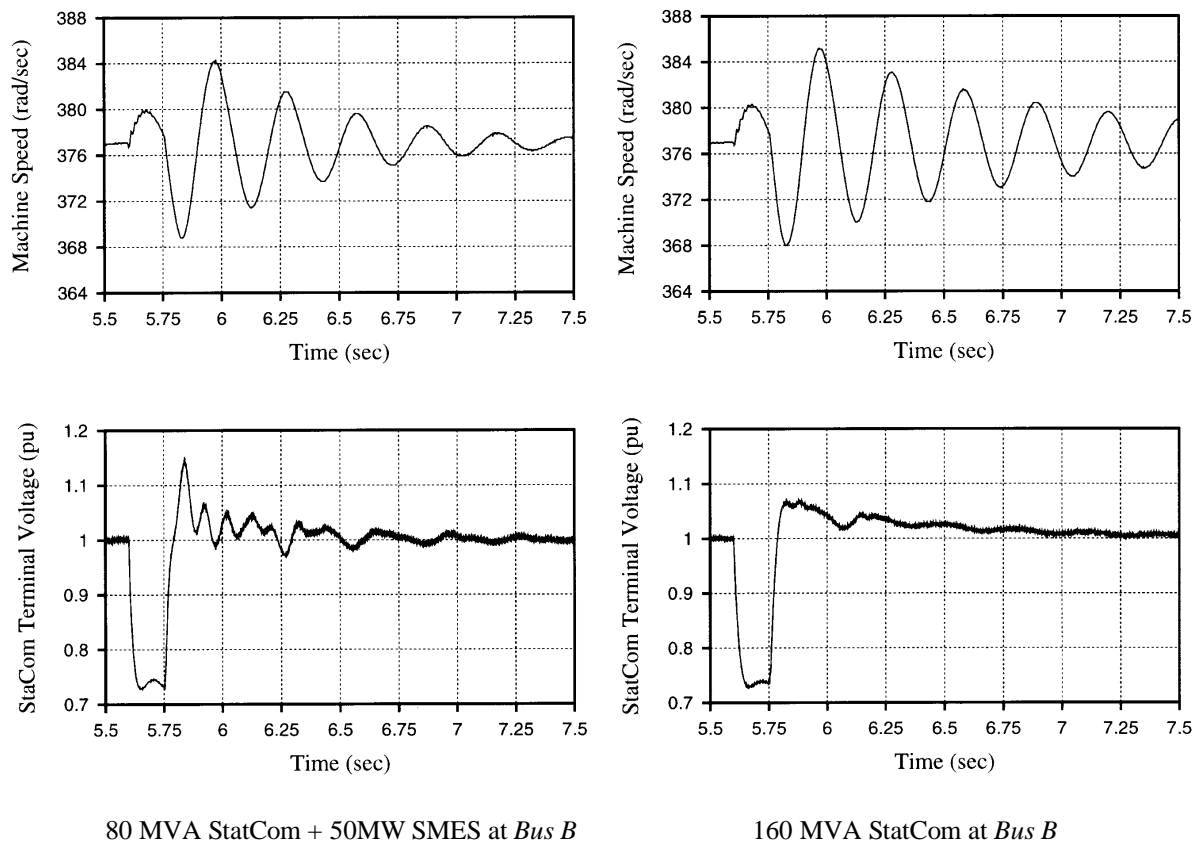 388
384
380
376
372
368
364
Machine Speed (rad/sec)
5.5 5.75 6 6.25 6.5 6.75 7 7.25 7.5
Time (sec)
388
384
380
376
372
368
364
Machine Speed (rad/sec)
5.5 5.75 6 6.25 6.5 6.75 7 7.25 7.5
Time (sec)
1.2
1.1
1
0.9
0.8
0.7
StaCom Terminal Voltage (pu)
5.5 5.75 6 6.25 6.5 6.75 7 7.25 7.5
Time (sec)
1.2
1.1
1
0.9
0.8
0.7
StatCom Terminal Voltage (pu)
5.5 5.75 6 6.25 6.5 6.75 7 7.25 7.5
Time (sec)
80 MVA StatCom + 50MW SMES at Bus B
160 MVA StatCom at Bus B